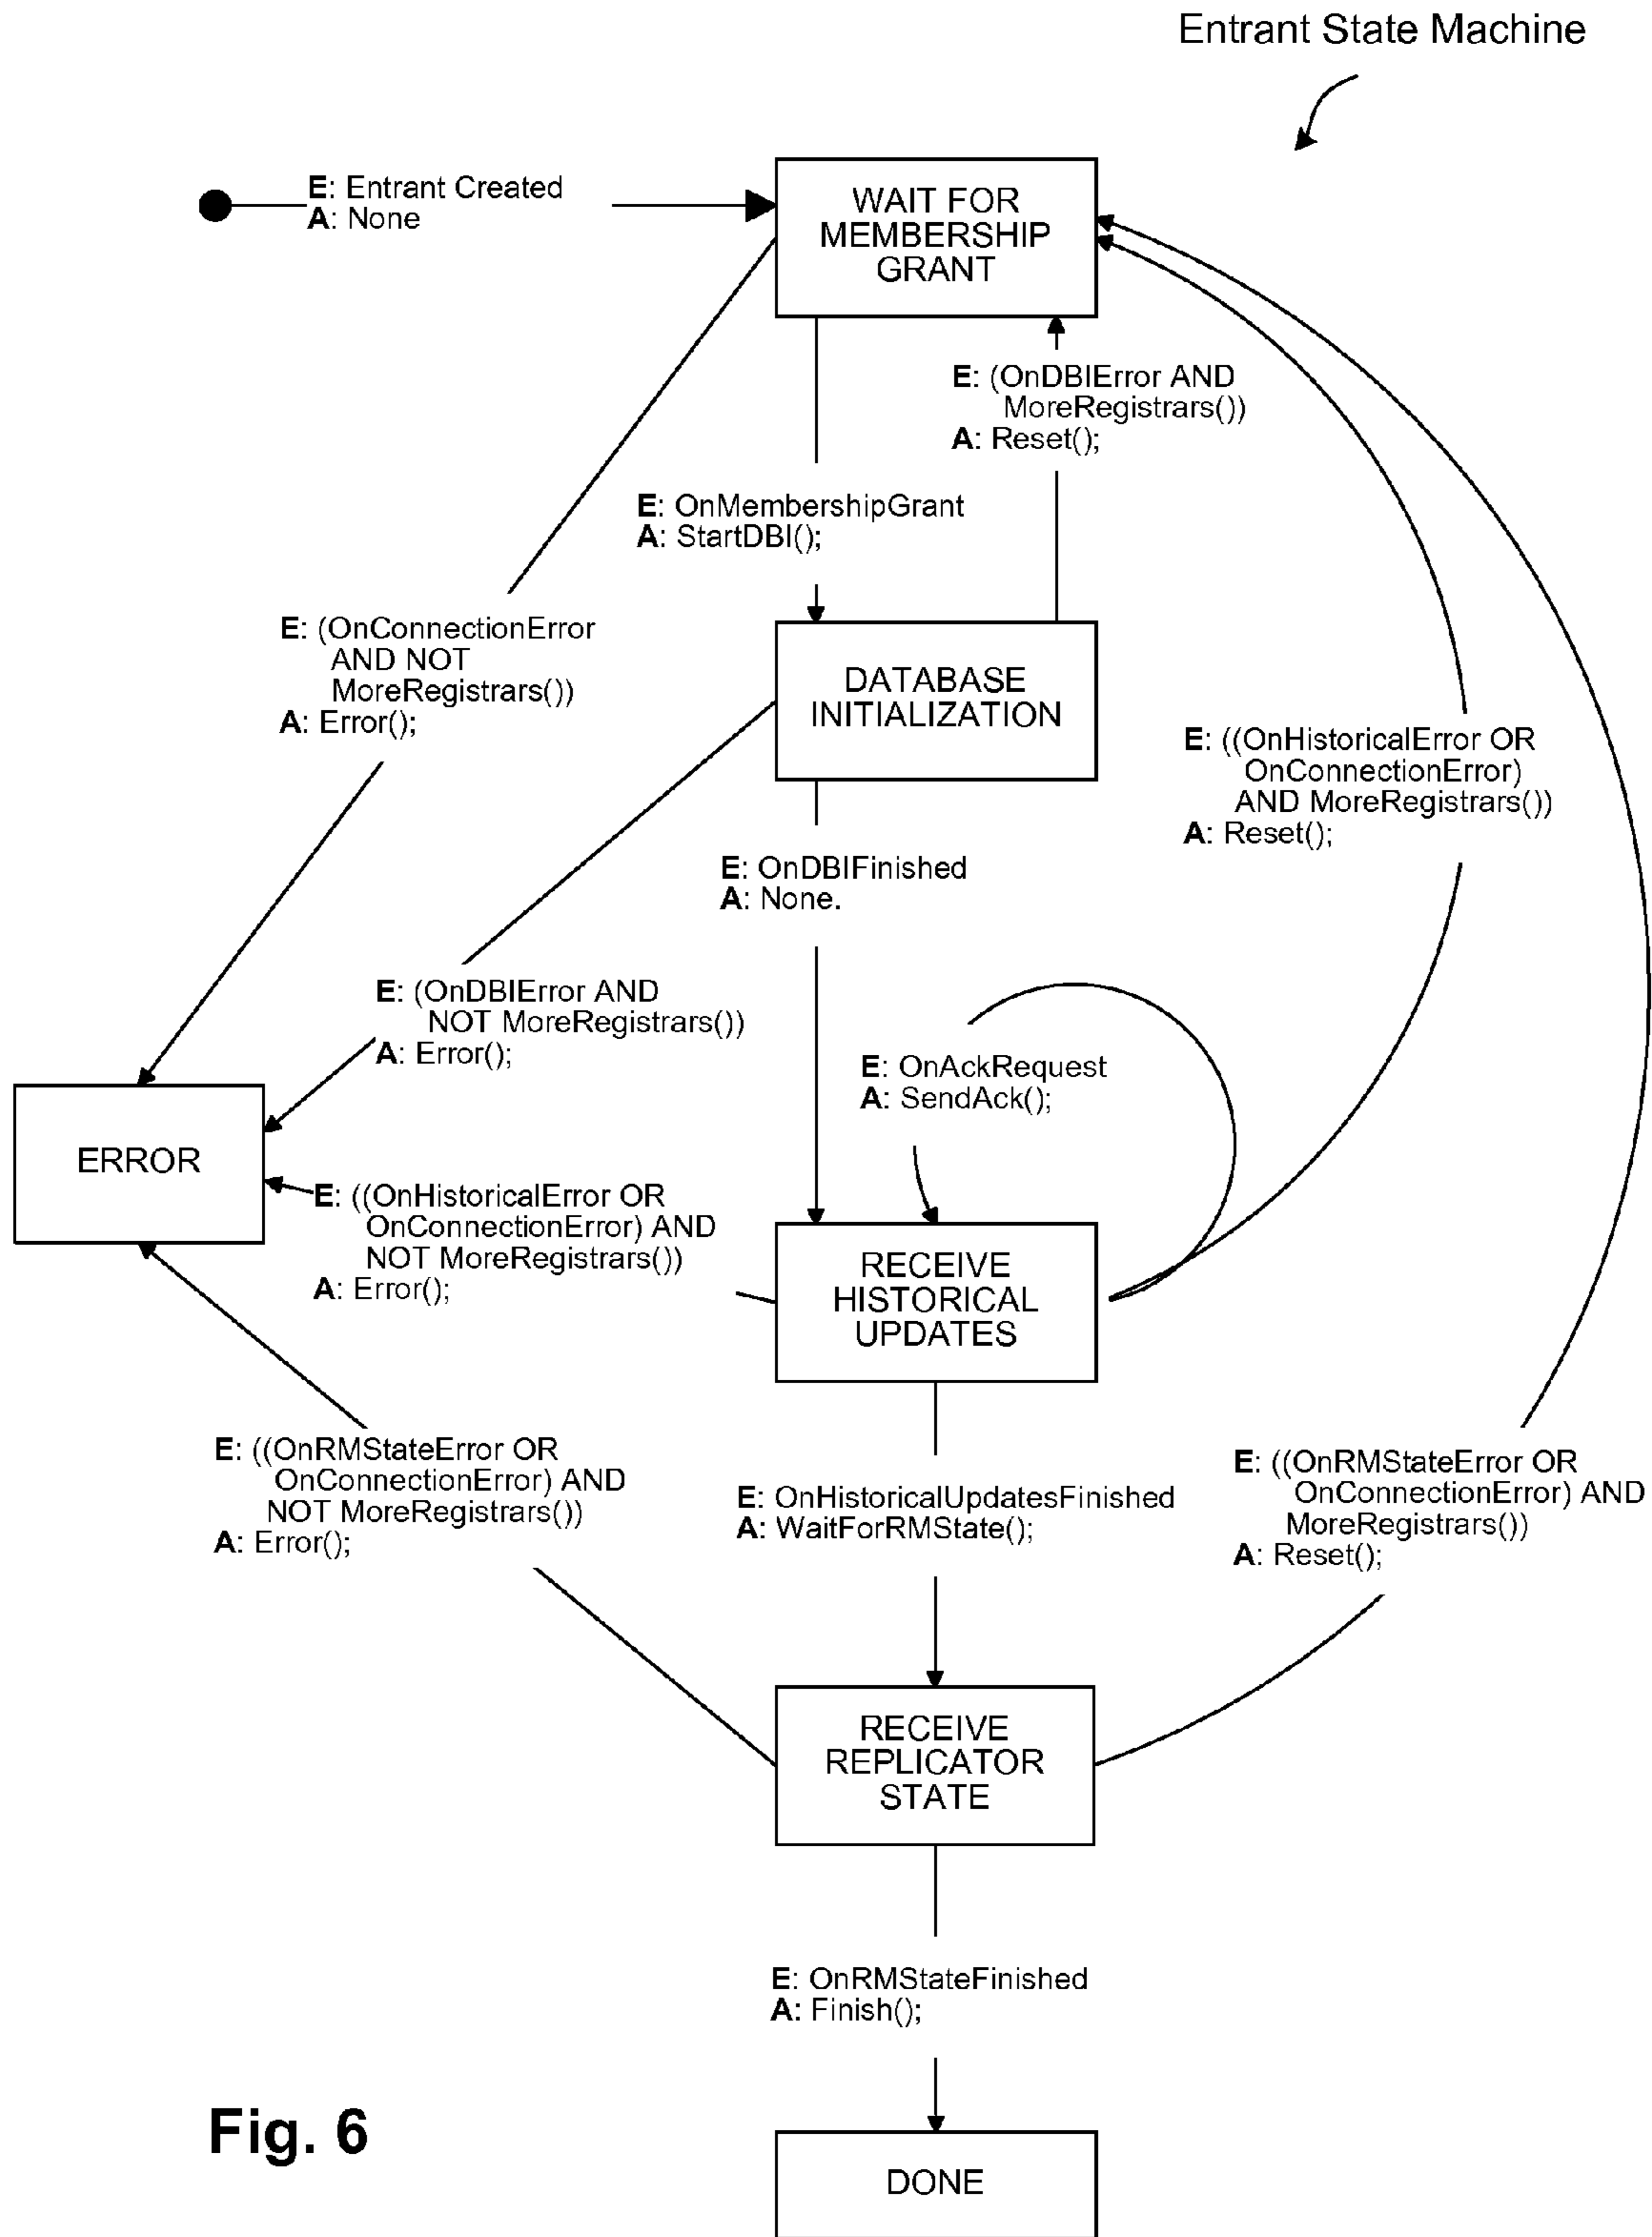 Entrant State Machine
E: Entrant Created
A: None
WAIT FOR
MEMBERSHIP
GRANT
E: (OnDBIError AND
MoreRegistrars())
A: Reset();
E: OnMembershipGrant
A: StartDBI();
E: (OnConnectionError
AND NOT
MoreRegistrars())
A: Error();
DATABASE
INITIALIZATION
E: ((OnHistoricalError OR
OnConnectionError)
AND MoreRegistrars())
A: Reset();
E: OnDBIFinished
A: None.
E: (OnDBIError AND
NOT MoreRegistrars())
A: Error();
E: OnAckRequest
A: SendAck();
ERROR
E: ((OnHistoricalError OR
OnConnectionError) AND
NOT MoreRegistrars())
A: Error();
RECEIVE
HISTORICAL
UPDATES
E: ((OnRMStateError OR
OnConnectionError) AND
NOT MoreRegistrars())
A: Error();
E: OnHistoricalUpdatesFinished
A: WaitForRMState();
E: ((OnRMStateError OR
OnConnectionError) AND
MoreRegistrars())
A: Reset();
RECEIVE
REPLICATOR
STATE
E: OnRMStateFinished
A: Finish();
Fig. 6
DONE